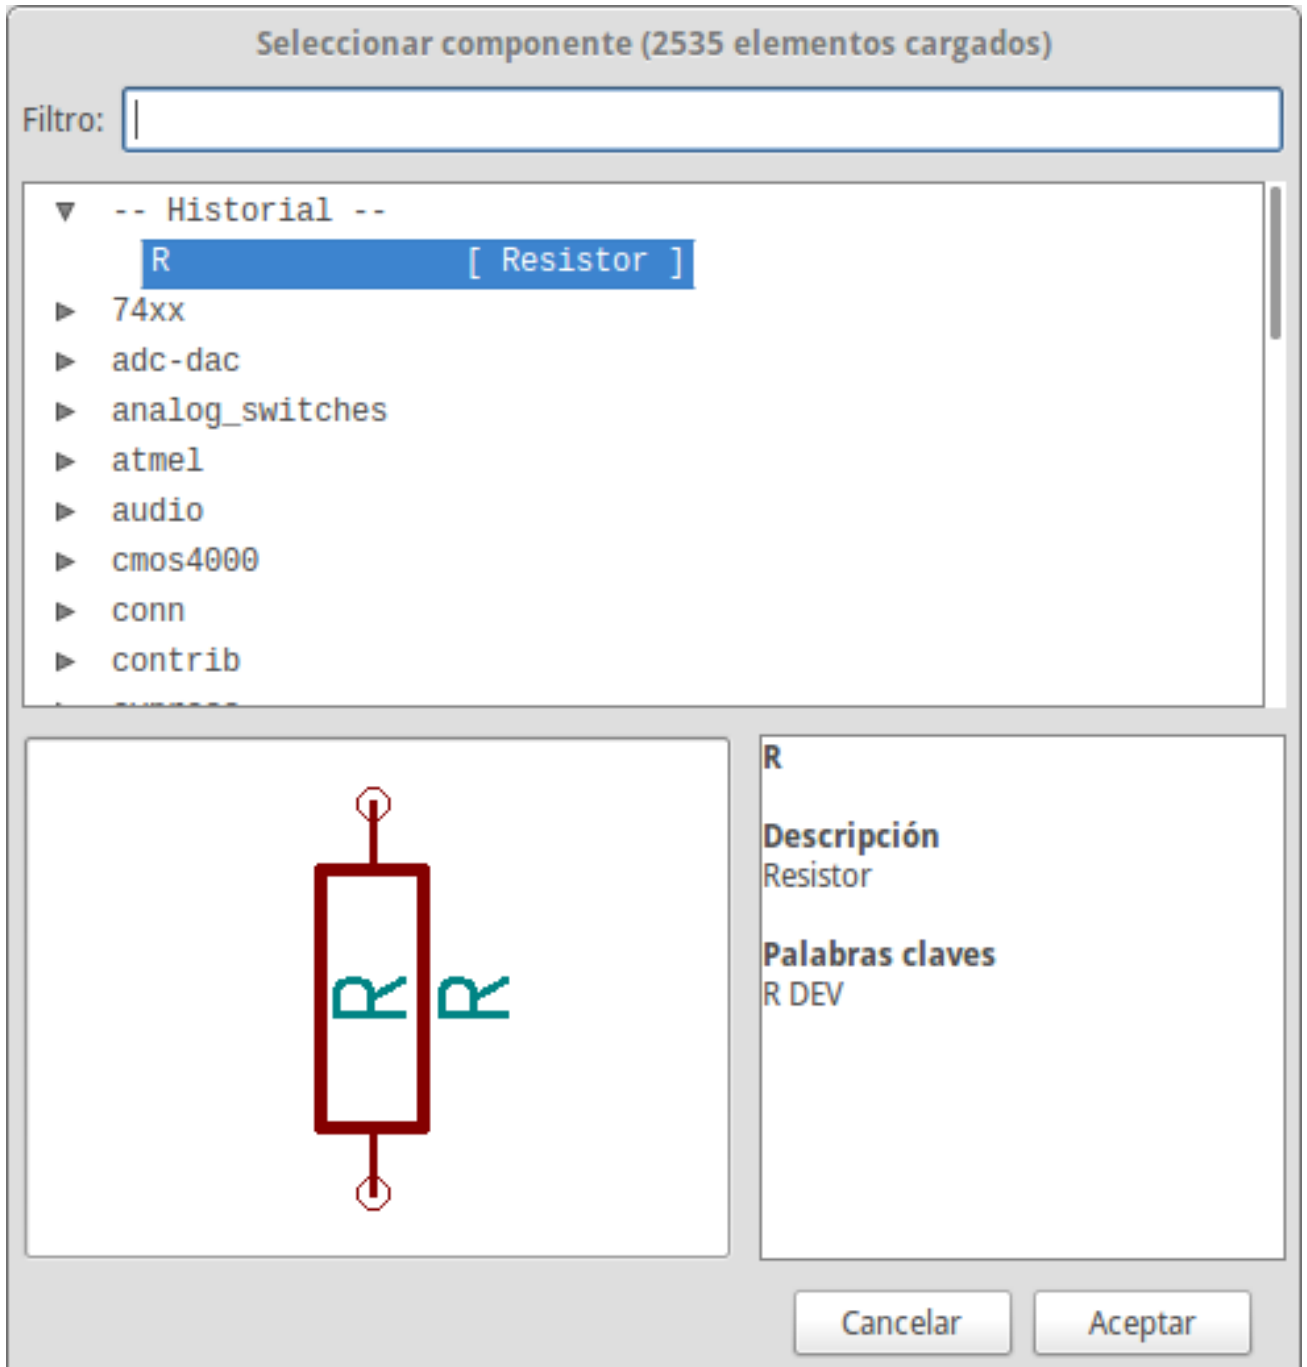 Seleccionar componente (2535 elementos cargados)
Filtro:
-- Historial --
R [ Resistor ]
74xx
adc-dac
analog_switches
atmel
audio
cmos4000
conn
contrib
R R
R
Descripción
Resistor
Palabras claves
R DEV
Cancelar Aceptar